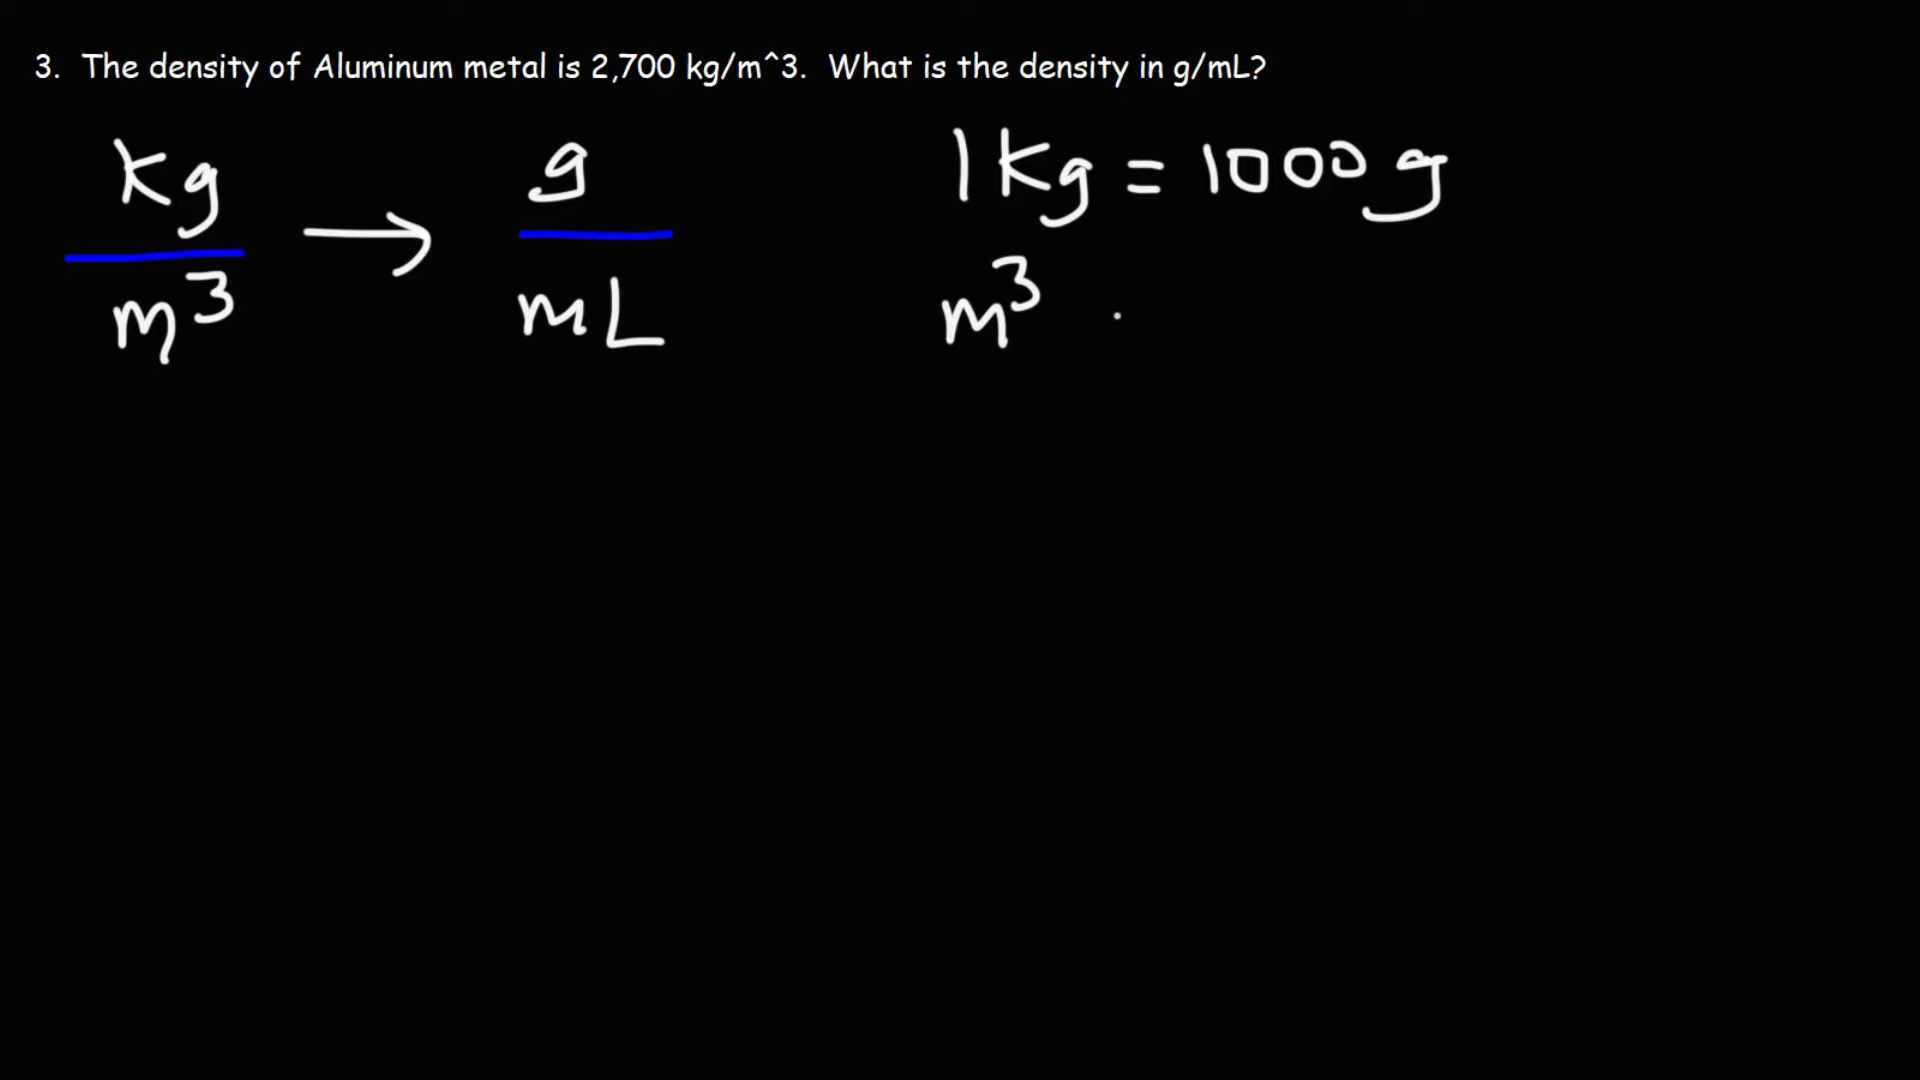 3. The density of Aluminum metal is 2,700 kg/m^3. What is the density in g/mL?
kg/m³ → g/mL
1kg = 1000g
m³